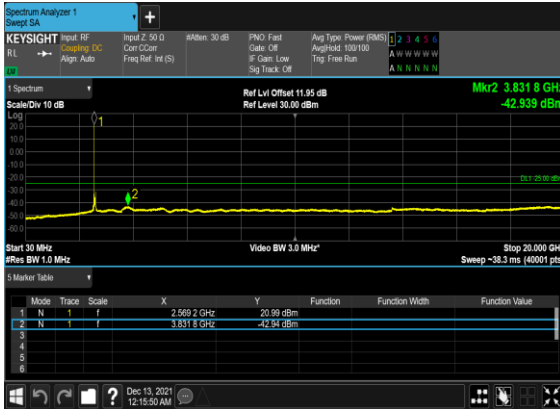 Spectrum Analyzer 1
Swept SA
+
KEYSIGHT Input: RF Input Z: 50 Ω #Atten: 30 dB PNO: Fast Avg Type: Power (RMS) 1 2 3 4 5 6
RL Coupling: DC Corr CCorr Gate: Off Avg|Hold: 100/100 A W W W W W
Align: Auto Freq Ref: Int (S) IF Gain: Low Trig: Free Run
Sig Track: Off A N N N N N
1 Spectrum
Scale/Div 10 dB
Ref Lvl Offset 11.95 dB
Ref Level 30.00 dBm
Mkr2 3.831 8 GHz
-42.939 dBm
Log
20.0
10.0
0.00
-10.0
-20.0
-30.0
-40.0
-50.0
-60.0
1
2
Start 30 MHz Video BW 3.0 MHz* Stop 20.000 GH
#Res BW 1.0 MHz Sweep ~38.3 ms (40001 pts
5 Marker Table
Mode Trace Scale X Y Function Function Width Function Value
1 N 1 f 2.569 2 GHz 20.99 dBm
2 N 1 f 3.831 8 GHz -42.94 dBm
3
4
5
6
?
Dec 13, 2021
12:15:50 AM